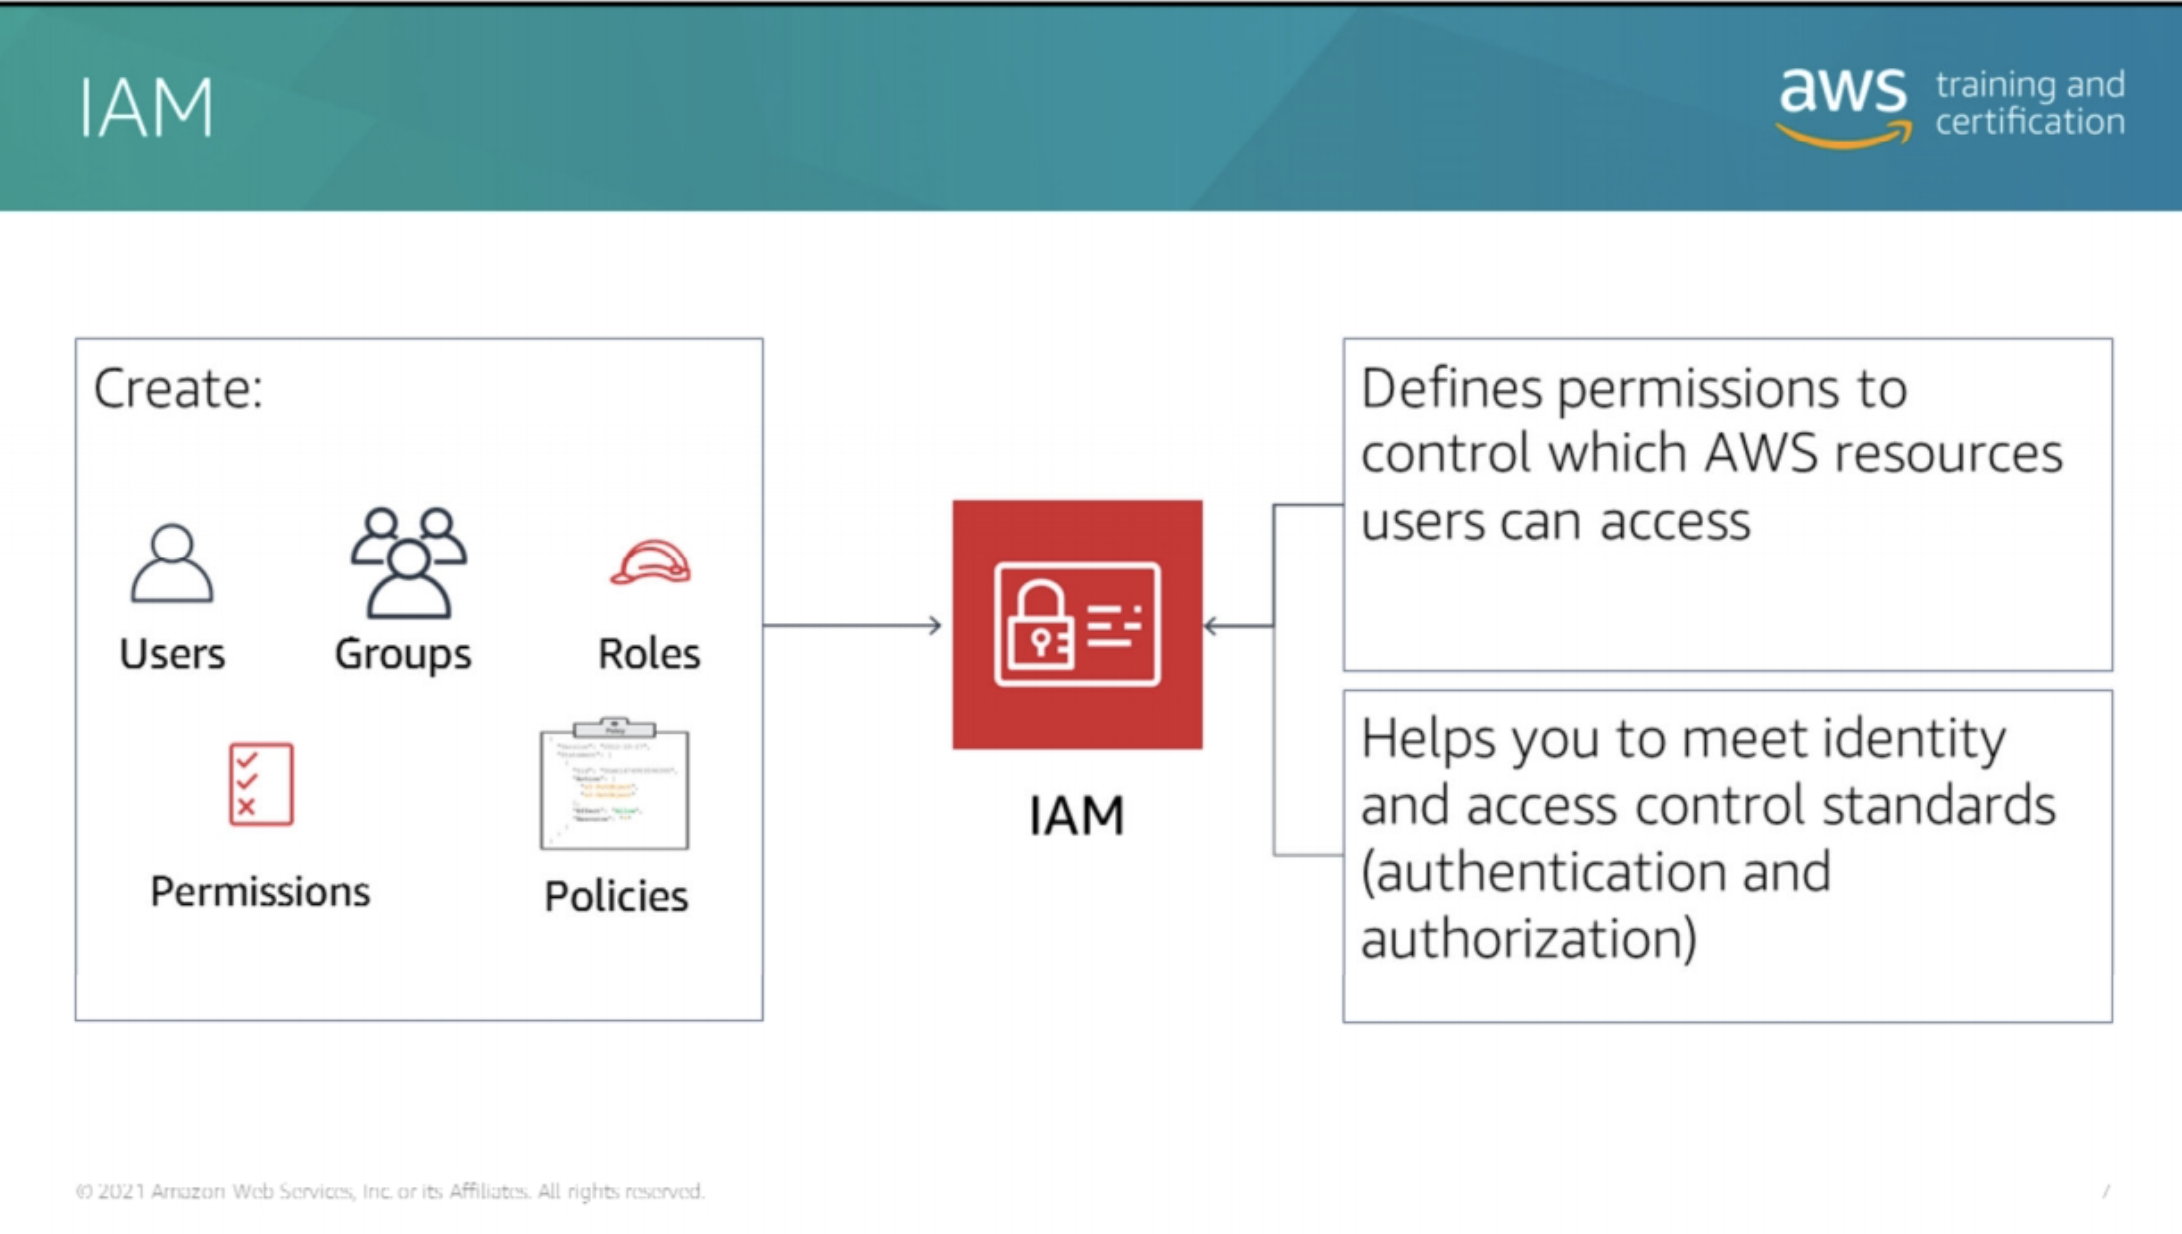 IAM
aws training and
certification
Create:
Users
Groups
Roles
Permissions
Policies
Policy
IAM
Defines permissions to
control which AWS resources
users can access
Helps you to meet identity
and access control standards
(authentication and
authorization)
© 2021 Amazon Web Services, Inc. or its Affiliates. All rights reserved.